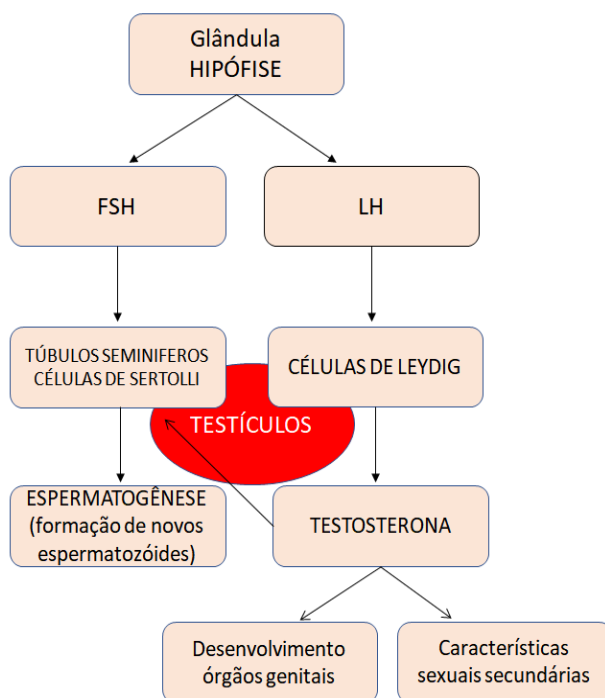 Glândula
HIPÓFISE
FSH
LH
TÚBULOS SEMINIFEROS
CÉLULAS DE SERTOLLI
CÉLULAS DE LEYDIG
TESTÍCULOS
ESPERMATOGÊNESE
(formação de novos
espermatozóides)
TESTOSTERONA
Desenvolvimento
órgãos genitais
Características
sexuais secundárias